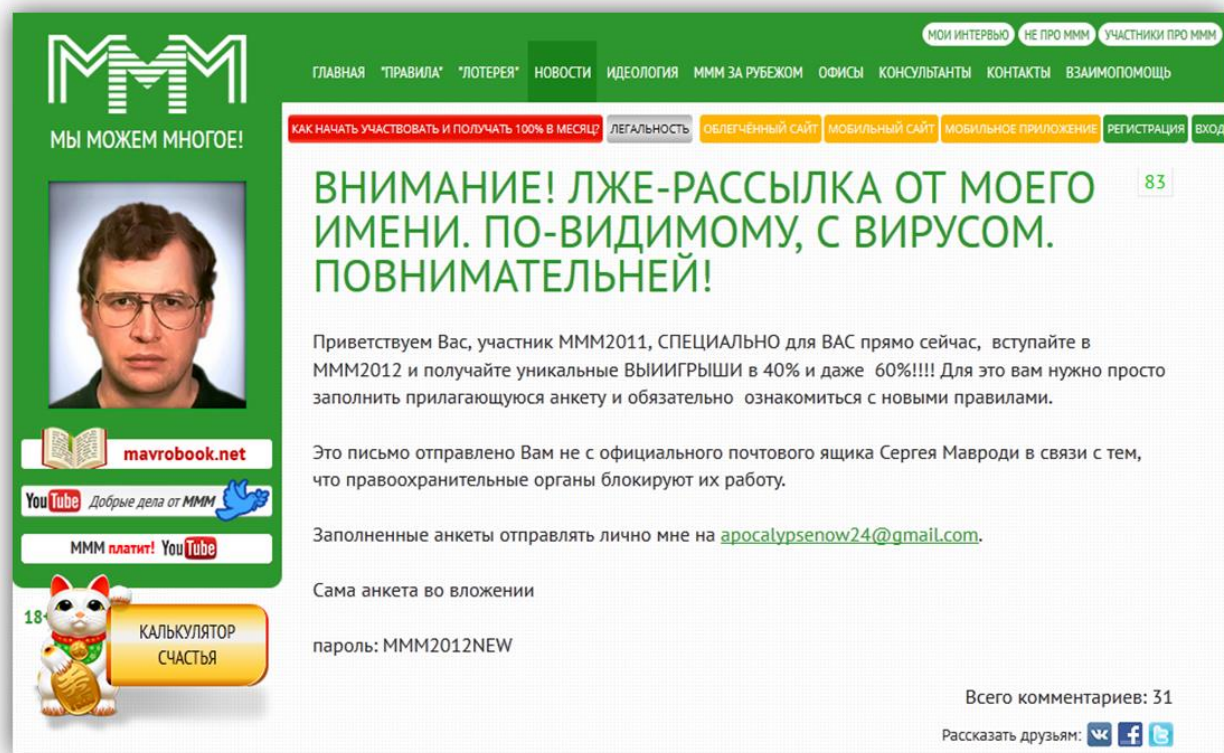 МОИ ИНТЕРВЬЮ НЕ ПРО МММ УЧАСТНИКИ ПРО МММ
ГЛАВНАЯ "ПРАВИЛА" "ЛОТЕРЕЯ" НОВОСТИ ИДЕОЛОГИЯ МММ ЗА РУБЕЖОМ ОФИСЫ КОНСУЛЬТАНТЫ КОНТАКТЫ ВЗАИМОПОМОЩЬ
МММ
МЫ МОЖЕМ МНОГОЕ!
КАК НАЧАТЬ УЧАСТВОВАТЬ И ПОЛУЧАТЬ 100% В МЕСЯЦ? ЛЕГАЛЬНОСТЬ ОБЛЕГЧЁННЫЙ САЙТ МОБИЛЬНЫЙ САЙТ МОБИЛЬНОЕ ПРИЛОЖЕНИЕ РЕГИСТРАЦИЯ ВХОД
ВНИМАНИЕ! ЛЖЕ-РАССЫЛКА ОТ МОЕГО
ИМЕНИ. ПО-ВИДИМОМУ, С ВИРУСОМ.
ПОВНИМАТЕЛЬНЕЙ!
83
Приветствуем Вас, участник МММ2011, СПЕЦИАЛЬНО для ВАС прямо сейчас, вступайте в
МММ2012 и получайте уникальные ВЫИИГРЫШИ в 40% и даже 60%!!!! Для это вам нужно просто
заполнить прилагающуюся анкету и обязательно ознакомиться с новыми правилами.
Это письмо отправлено Вам не с официального почтового ящика Сергея Мавроди в связи с тем,
что правоохранительные органы блокируют их работу.
Заполненные анкеты отправлять лично мне на apocalypsenow24@gmail.com.
Сама анкета во вложении
пароль: MMM2012NEW
mavrobook.net
YouTube Добрые дела от МММ
МММ платит! YouTube
18+
КАЛЬКУЛЯТОР
СЧАСТЬЯ
Всего комментариев: 31
Рассказать друзьям: